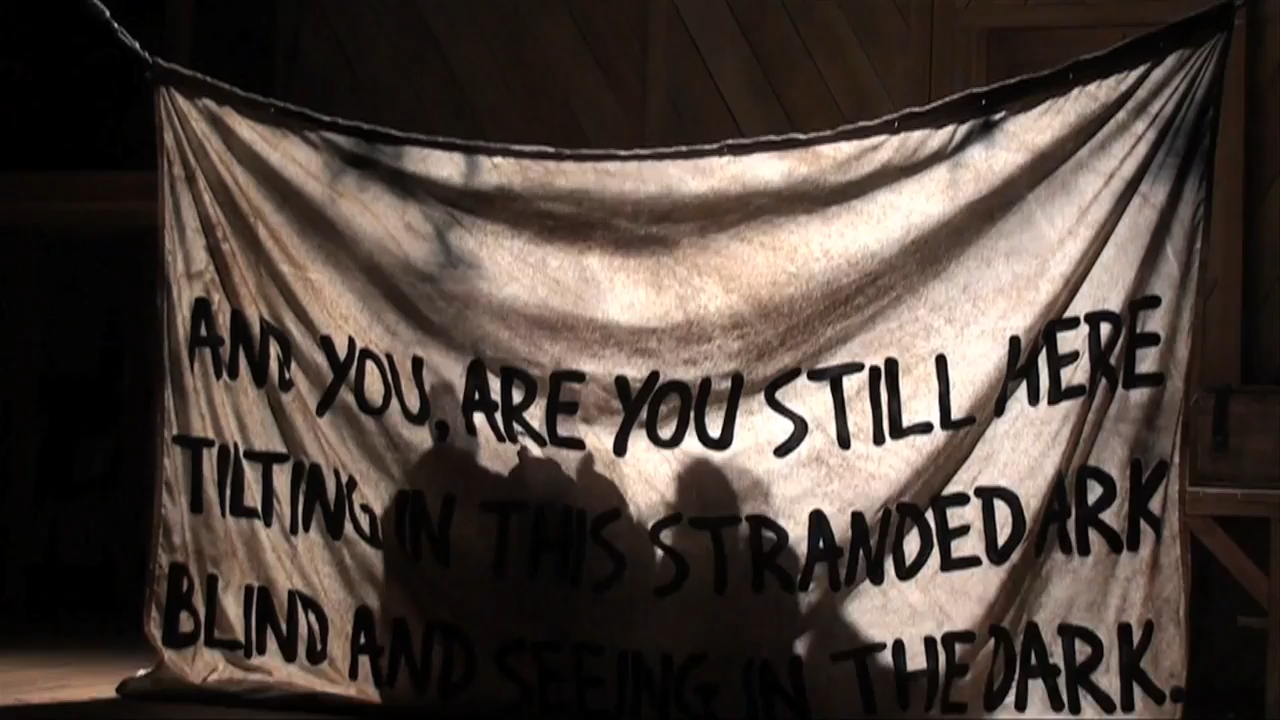 AND YOU, ARE YOU STILL HERE
TILTING IN THIS STRANDED ARK
BLIND AND SEEING IN THE DARK.